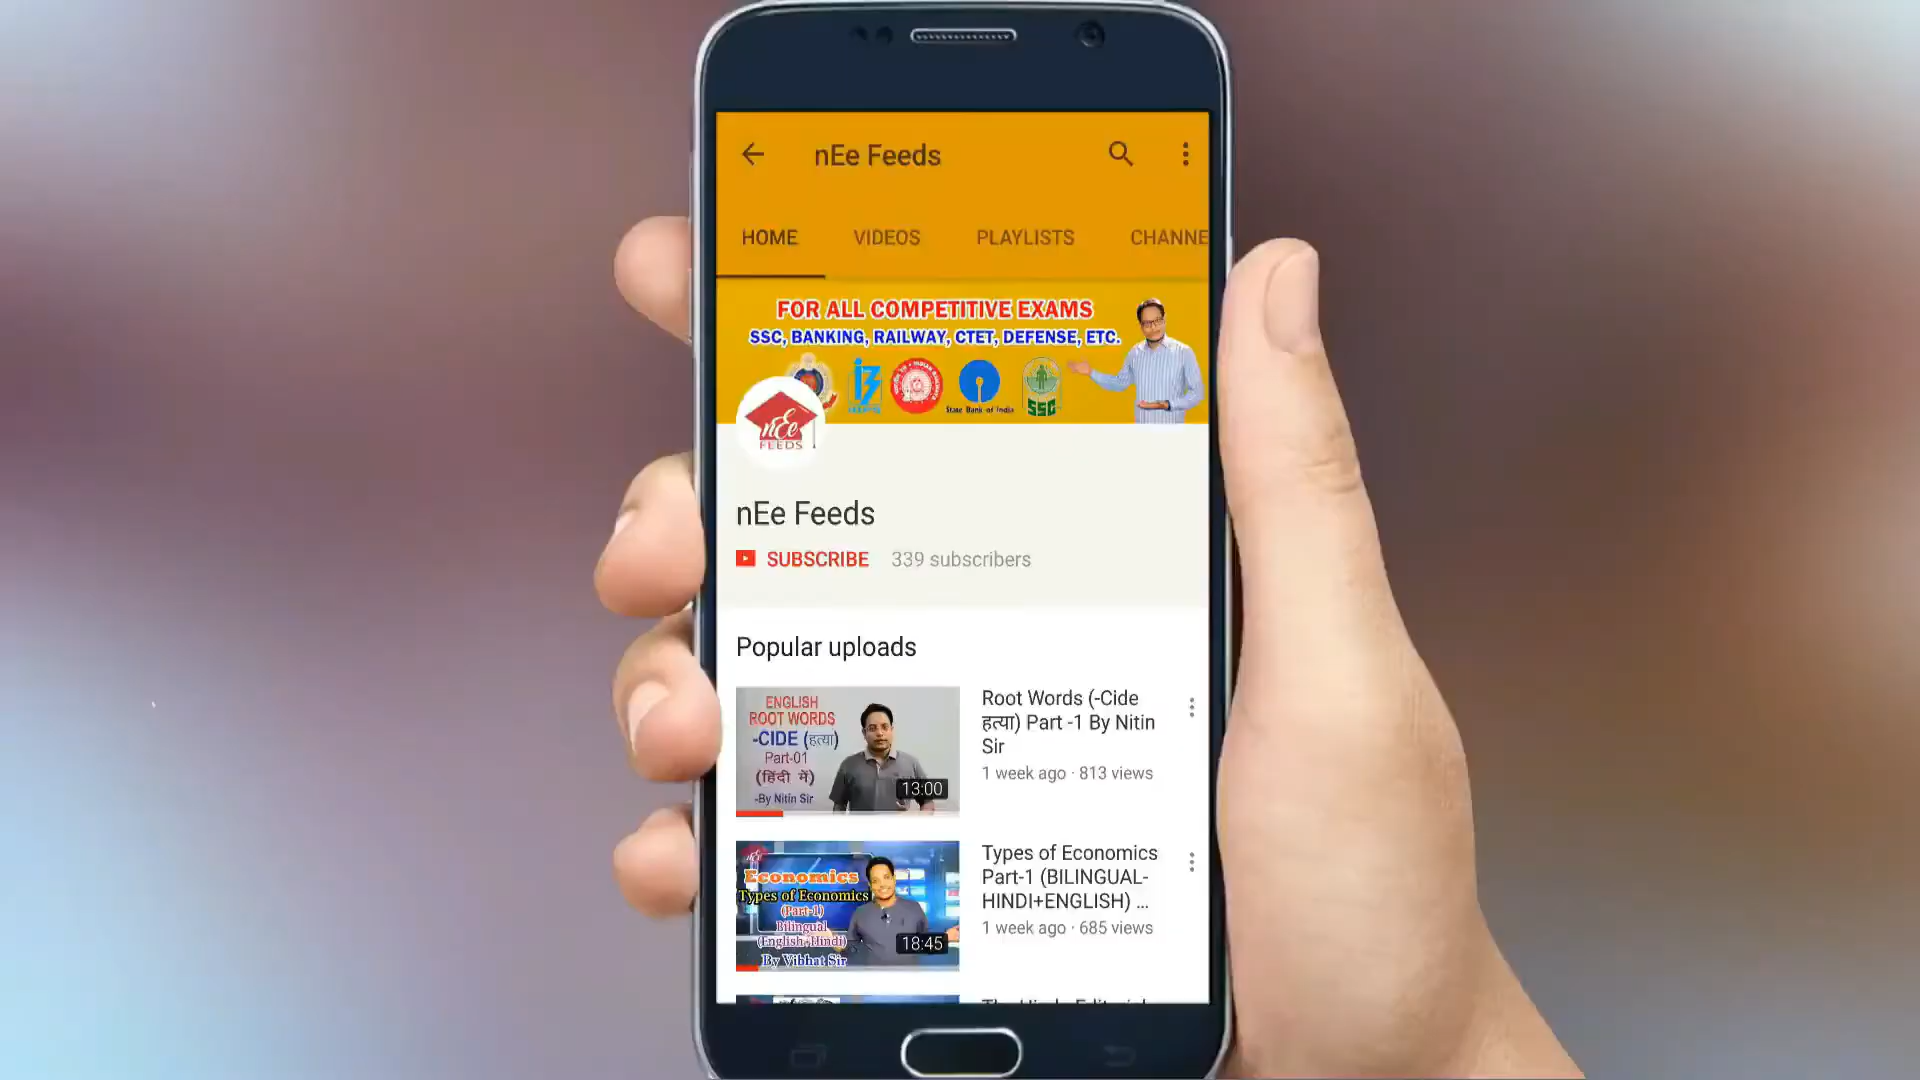 nEe Feeds
HOME VIDEOS PLAYLISTS CHANNE
FOR ALL COMPETITIVE EXAMS
SSC, BANKING, RAILWAY, CTET, DEFENSE, ETC.
State Bank of India
SSC
nEe
FEEDS
nEe Feeds
SUBSCRIBE 339 subscribers
Popular uploads
ENGLISH
ROOT WORDS
-CIDE (हत्या)
Part-01
(हिंदी में)
-By Nitin Sir
13:00
Root Words (-Cide
हत्या) Part -1 By Nitin
Sir
1 week ago · 813 views
Economics
Types of Economics
(Part-1)
Bilingual
(English+Hindi)
By Vibhat Sir
18:45
Types of Economics
Part-1 (BILINGUAL-
HINDI+ENGLISH) ...
1 week ago · 685 views